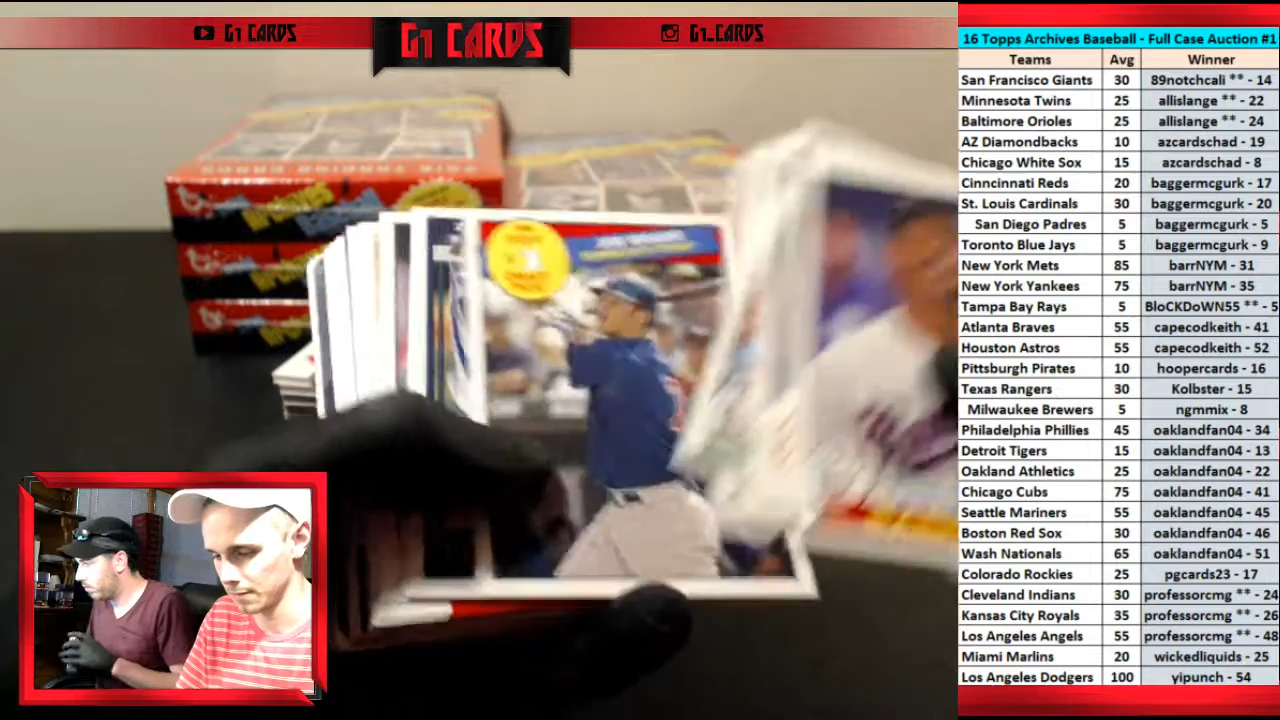 G1 CARDS
G1 CARDS
G1_CARDS
16 Topps Archives Baseball - Full Case Auction #1
Teams Avg Winner
San Francisco Giants 30 89notchcali ** - 14
Minnesota Twins 25 allislange ** - 22
Baltimore Orioles 25 allislange ** - 24
AZ Diamondbacks 10 azcardschad - 19
Chicago White Sox 15 azcardschad - 8
Cinncinnati Reds 20 baggermcgurk - 17
St. Louis Cardinals 30 baggermcgurk - 20
San Diego Padres 5 baggermcgurk - 5
Toronto Blue Jays 5 baggermcgurk - 9
New York Mets 85 barrNYM - 31
New York Yankees 75 barrNYM - 35
Tampa Bay Rays 5 BloCKDoWN55 ** - 5
Atlanta Braves 55 capecodkeith - 41
Houston Astros 55 capecodkeith - 52
Pittsburgh Pirates 10 hoopercards - 16
Texas Rangers 30 Kolbster - 15
Milwaukee Brewers 5 ngmmix - 8
Philadelphia Phillies 45 oaklandfan04 - 34
Detroit Tigers 15 oaklandfan04 - 13
Oakland Athletics 25 oaklandfan04 - 22
Chicago Cubs 75 oaklandfan04 - 41
Seattle Mariners 55 oaklandfan04 - 45
Boston Red Sox 30 oaklandfan04 - 46
Wash Nationals 65 oaklandfan04 - 51
Colorado Rockies 25 pgcards23 - 17
Cleveland Indians 30 professorcmg ** - 24
Kansas City Royals 35 professorcmg ** - 26
Los Angeles Angels 55 professorcmg ** - 48
Miami Marlins 20 wickedliquids - 25
Los Angeles Dodgers 100 yipunch - 54